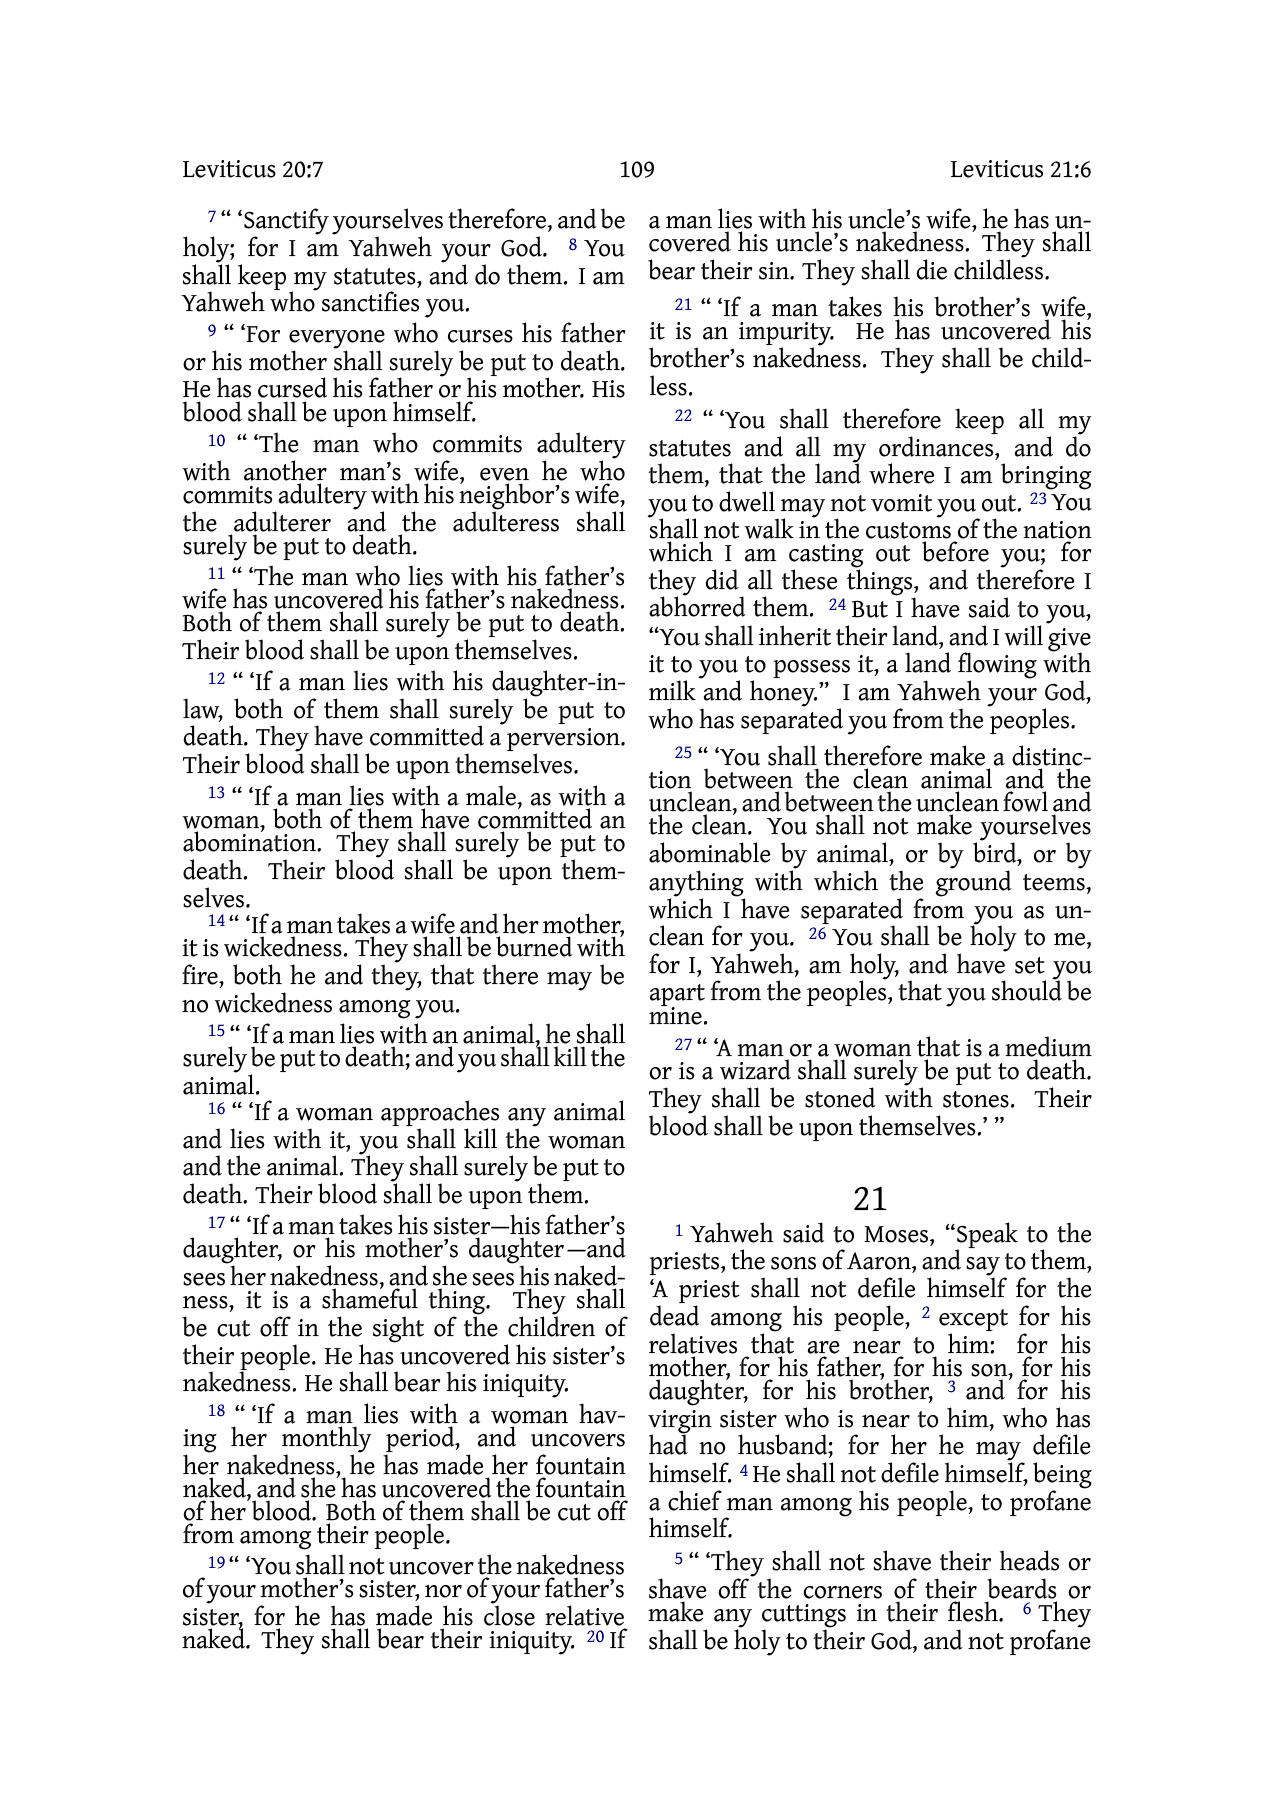 Leviticus 20:7 109 Leviticus 21:6
7 “ ‘Sanctify yourselves therefore, and be
holy; for I am Yahweh your God. 8 You
shall keep my statutes, and do them. I am
Yahweh who sanctifies you.
9 “ ‘For everyone who curses his father
or his mother shall surely be put to death.
He has cursed his father or his mother. His
blood shall be upon himself.
10 “ ‘The man who commits adultery
with another man’s wife, even he who
commits adultery with his neighbor’s wife,
the adulterer and the adulteress shall
surely be put to death.
11 “ ‘The man who lies with his father’s
wife has uncovered his father’s nakedness.
Both of them shall surely be put to death.
Their blood shall be upon themselves.
12 “ ‘If a man lies with his daughter-in-
law, both of them shall surely be put to
death. They have committed a perversion.
Their blood shall be upon themselves.
13 “ ‘If a man lies with a male, as with a
woman, both of them have committed an
abomination. They shall surely be put to
death. Their blood shall be upon them-
selves.
14 “ ‘If a man takes a wife and her mother,
it is wickedness. They shall be burned with
fire, both he and they, that there may be
no wickedness among you.
15 “ ‘If a man lies with an animal, he shall
surely be put to death; and you shall kill the
animal.
16 “ ‘If a woman approaches any animal
and lies with it, you shall kill the woman
and the animal. They shall surely be put to
death. Their blood shall be upon them.
17 “ ‘If a man takes his sister—his father’s
daughter, or his mother’s daughter—and
sees her nakedness, and she sees his naked-
ness, it is a shameful thing. They shall
be cut off in the sight of the children of
their people. He has uncovered his sister’s
nakedness. He shall bear his iniquity.
18 “ ‘If a man lies with a woman hav-
ing her monthly period, and uncovers
her nakedness, he has made her fountain
naked, and she has uncovered the fountain
of her blood. Both of them shall be cut off
from among their people.
19 “ ‘You shall not uncover the nakedness
of your mother’s sister, nor of your father’s
sister, for he has made his close relative
naked. They shall bear their iniquity. 20 If
a man lies with his uncle’s wife, he has un-
covered his uncle’s nakedness. They shall
bear their sin. They shall die childless.
21 “ ‘If a man takes his brother’s wife,
it is an impurity. He has uncovered his
brother’s nakedness. They shall be child-
less.
22 “ ‘You shall therefore keep all my
statutes and all my ordinances, and do
them, that the land where I am bringing
you to dwell may not vomit you out. 23 You
shall not walk in the customs of the nation
which I am casting out before you; for
they did all these things, and therefore I
abhorred them. 24 But I have said to you,
“You shall inherit their land, and I will give
it to you to possess it, a land flowing with
milk and honey.” I am Yahweh your God,
who has separated you from the peoples.
25 “ ‘You shall therefore make a distinc-
tion between the clean animal and the
unclean, and between the unclean fowl and
the clean. You shall not make yourselves
abominable by animal, or by bird, or by
anything with which the ground teems,
which I have separated from you as un-
clean for you. 26 You shall be holy to me,
for I, Yahweh, am holy, and have set you
apart from the peoples, that you should be
mine.
27 “ ‘A man or a woman that is a medium
or is a wizard shall surely be put to death.
They shall be stoned with stones. Their
blood shall be upon themselves.’ ”
21
1 Yahweh said to Moses, “Speak to the
priests, the sons of Aaron, and say to them,
‘A priest shall not defile himself for the
dead among his people, 2 except for his
relatives that are near to him: for his
mother, for his father, for his son, for his
daughter, for his brother, 3 and for his
virgin sister who is near to him, who has
had no husband; for her he may defile
himself. 4 He shall not defile himself, being
a chief man among his people, to profane
himself.
5 “ ‘They shall not shave their heads or
shave off the corners of their beards or
make any cuttings in their flesh. 6 They
shall be holy to their God, and not profane